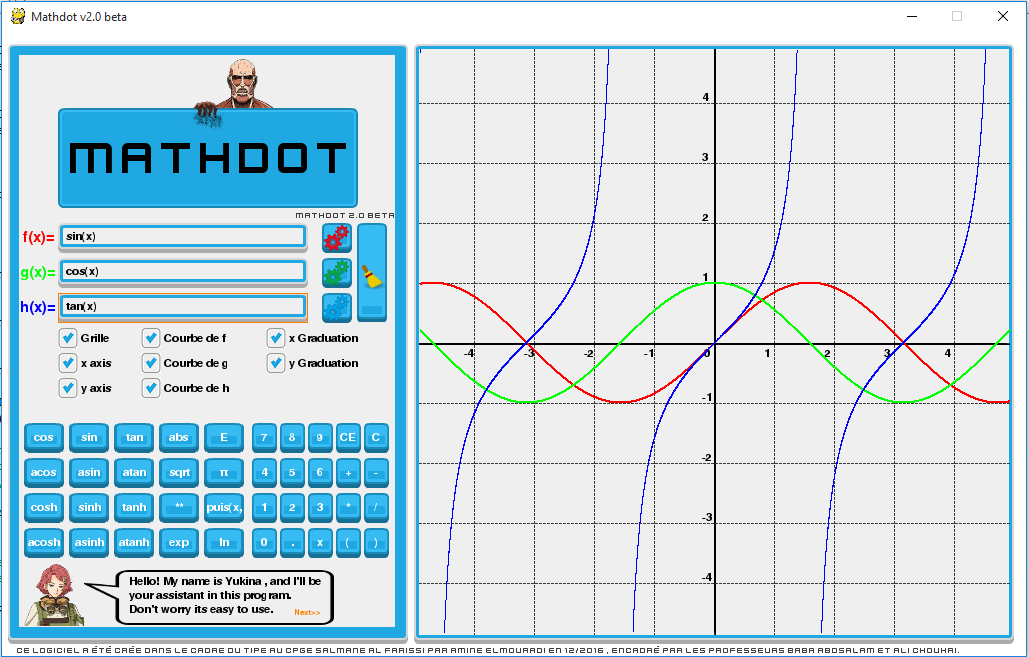 Mathdot v2.0 beta
MATHDOT
MATHDOT 2.0 BETA
f(x)= sin(x)
g(x)= cos(x)
h(x)= tan(x)
Grille Courbe de f x Graduation
x axis Courbe de g y Graduation
y axis Courbe de h
cos sin tan abs E 7 8 9 CE C
acos asin atan sqrt π 4 5 6 + -
cosh sinh tanh ** puis(x, 1 2 3 * /
acosh asinh atanh exp ln 0 . x ( )
Hello! My name is Yukina , and I'll be
your assistant in this program.
Don't worry its easy to use. Next>>
4
3
2
1
-4 -3 -2 -1 0 1 2 3 4
-1
-2
-3
-4
CE LOGICIEL A ÉTÉ CRÉE DANS LE CADRE DU TIPE AU CPGE SALMANE AL FARISSI PAR AMINE ELMOURADI EN 12/2016 , ENCADRÉ PAR LES PROFESSEURS BABA ABDSALAM ET ALI CHOUHAI.